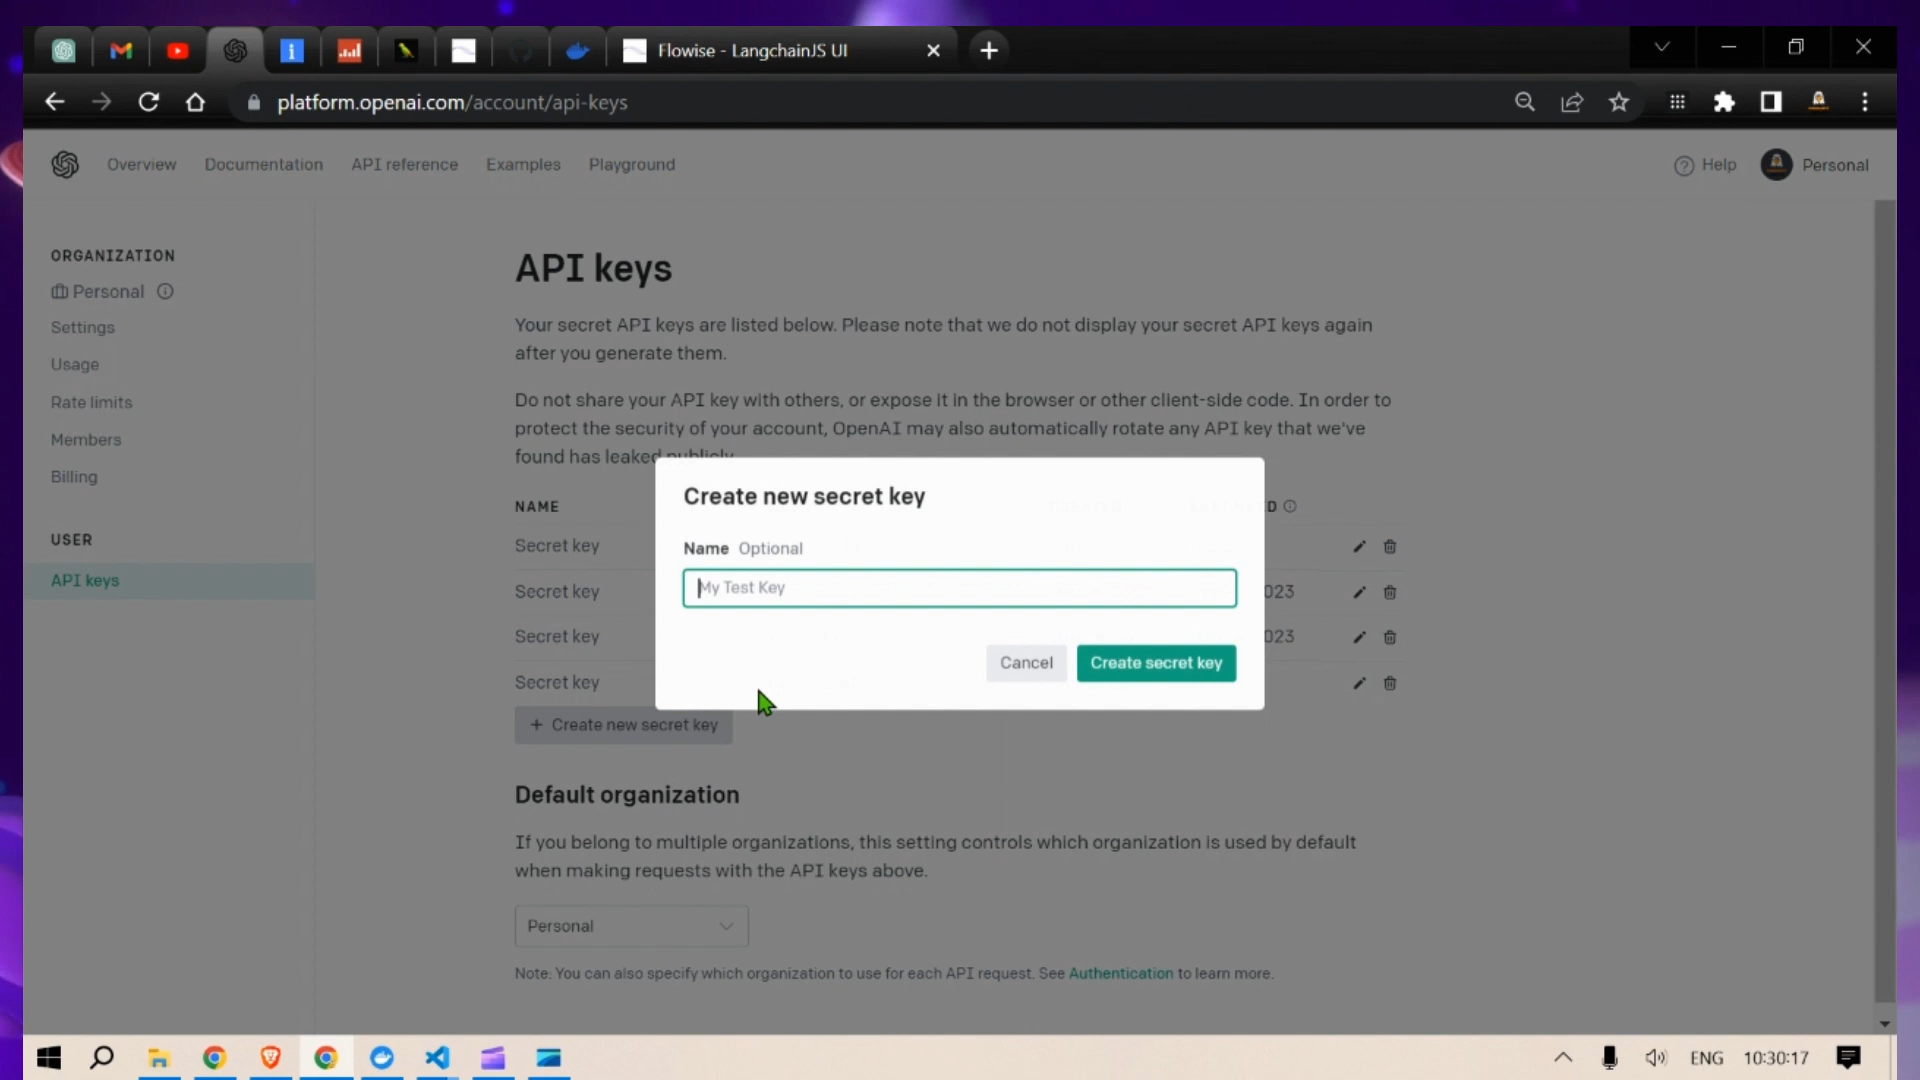 Flowise - LangchainJS UI
platform.openai.com/account/api-keys
Overview Documentation API reference Examples Playground
Help Personal
ORGANIZATION
Personal
Settings
Usage
Rate limits
Members
Billing
USER
API keys
API keys
Your secret API keys are listed below. Please note that we do not display your secret API keys again
after you generate them.
Do not share your API key with others, or expose it in the browser or other client-side code. In order to
protect the security of your account, OpenAI may also automatically rotate any API key that we've
found has leaked publicly.
NAME D
Secret key
Secret key 023
Secret key 023
Secret key
+ Create new secret key
Create new secret key
Name Optional
My Test Key
Cancel Create secret key
Default organization
If you belong to multiple organizations, this setting controls which organization is used by default
when making requests with the API keys above.
Personal
Note: You can also specify which organization to use for each API request. See Authentication to learn more.
ENG 10:30:17